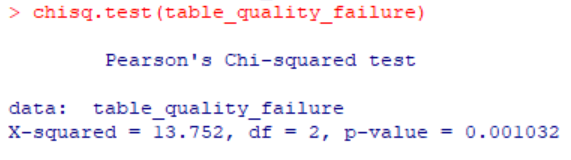 > chisq.test(table_quality_failure)
Pearson's Chi-squared test
data:  table_quality_failure
X-squared = 13.752, df = 2, p-value = 0.001032